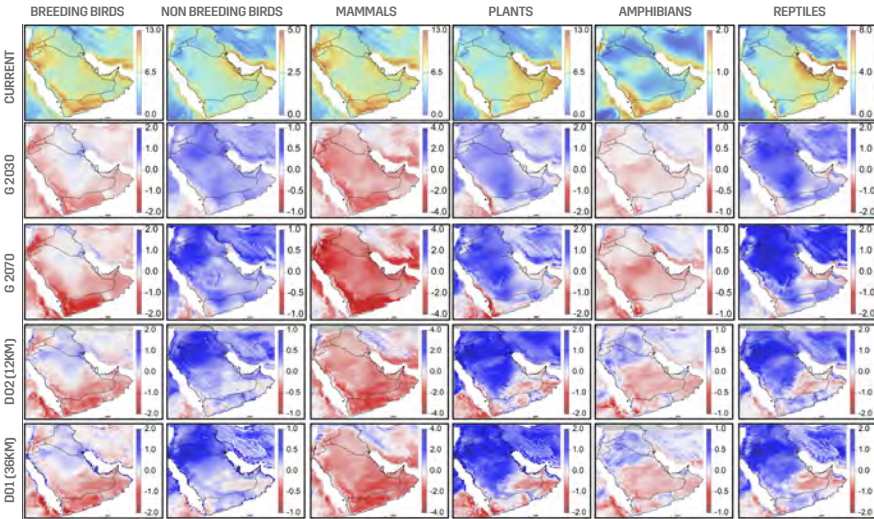 BREEDING BIRDS NON BREEDING BIRDS MAMMALS PLANTS AMPHIBIANS REPTILES
CURRENT
13.0 5.0 13.0 13.0 2.0 8.0
6.5 2.5 6.5 6.5 1.0 4.0
0.0 0.0 0.0 0.0 0.0 0.0
G 2030
2.0 1.0 4.0 2.0 1.0 2.0
1.0 0.5 2.0 1.0 0.5 1.0
0.0 0.0 0.0 0.0 0.0 0.0
-1.0 -0.5 -2.0 -1.0 -0.5 -1.0
-2.0 -1.0 -4.0 -2.0 -1.0 -2.0
G 2070
2.0 1.0 4.0 2.0 1.0 2.0
1.0 0.5 2.0 1.0 0.5 1.0
0.0 0.0 0.0 0.0 0.0 0.0
-1.0 -0.5 -2.0 -1.0 -0.5 -1.0
-2.0 -1.0 -4.0 -2.0 -1.0 -2.0
D02 (12KM)
2.0 1.0 4.0 2.0 1.0 2.0
1.0 0.5 2.0 1.0 0.5 1.0
0.0 0.0 0.0 0.0 0.0 0.0
-1.0 -0.5 -2.0 -1.0 -0.5 -1.0
-2.0 -1.0 -4.0 -2.0 -1.0 -2.0
D01 (36KM)
2.0 1.0 4.0 2.0 1.0 2.0
1.0 0.5 2.0 1.0 0.5 1.0
0.0 0.0 0.0 0.0 0.0 0.0
-1.0 -0.5 -2.0 -1.0 -0.5 -1.0
-2.0 -1.0 -4.0 -2.0 -1.0 -2.0